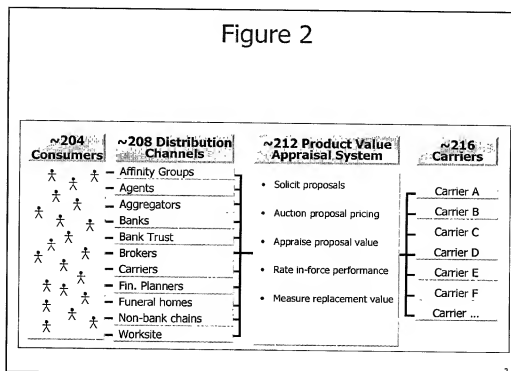 Figure 2
~204
Consumers
~208 Distribution
Channels
~212 Product Value
Appraisal System
~216
Carriers
Affinity Groups
Agents
Aggregators
Banks
Bank Trust
Brokers
Carriers
Fin. Planners
Funeral homes
Non-bank chains
Worksite
• Solicit proposals
• Auction proposal pricing
• Appraise proposal value
• Rate in-force performance
• Measure replacement value
Carrier A
Carrier B
Carrier C
Carrier D
Carrier E
Carrier F
Carrier ...